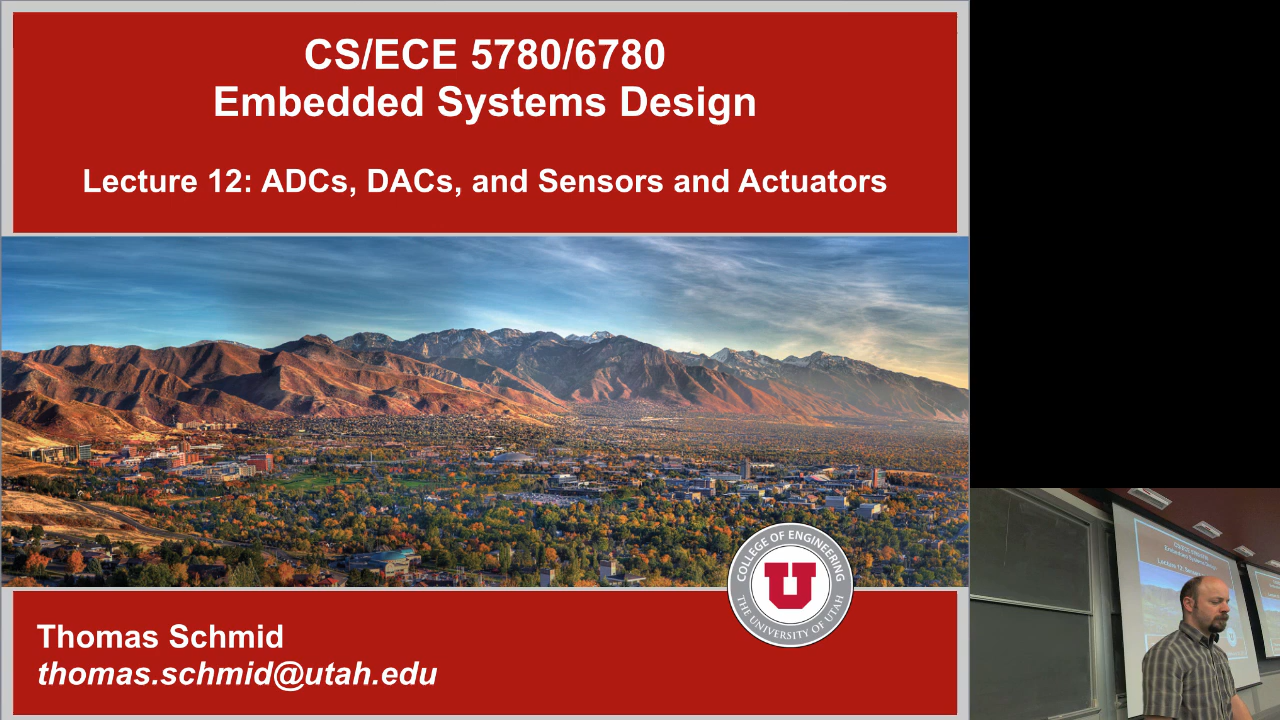 CS/ECE 5780/6780
Embedded Systems Design
Lecture 12: ADCs, DACs, and Sensors and Actuators
COLLEGE OF ENGINEERING
U
THE UNIVERSITY OF UTAH
Thomas Schmid
thomas.schmid@utah.edu